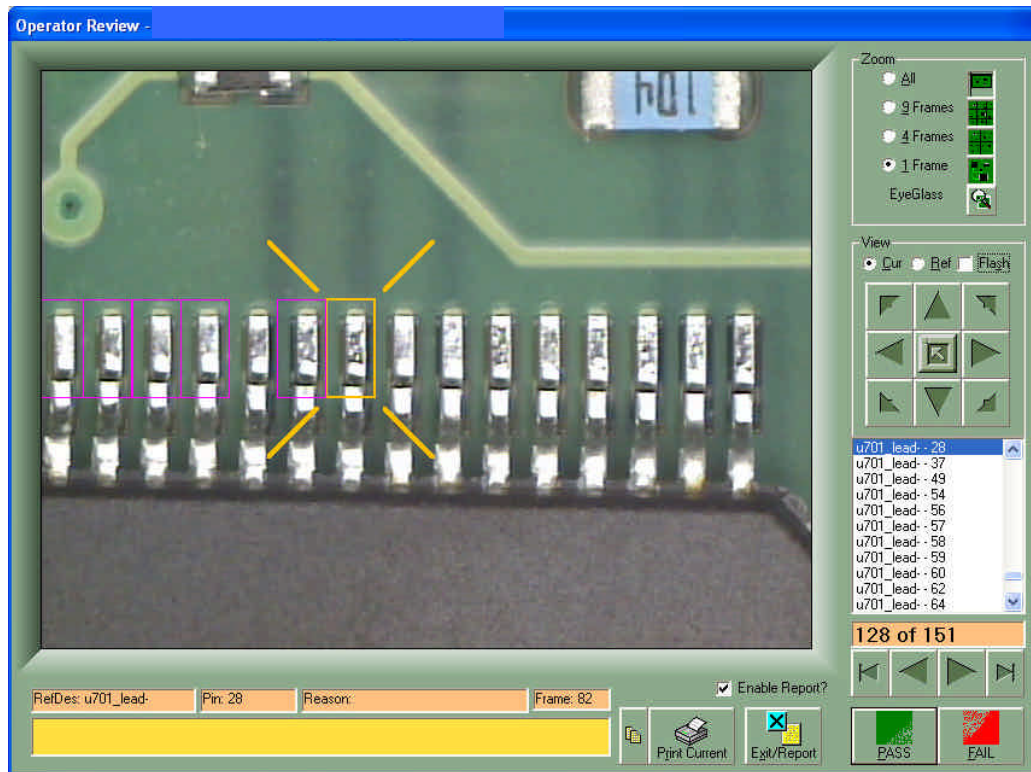 Operator Review -
104
Zoom
All
9 Frames
4 Frames
1 Frame
EyeGlass
View
Cur Ref Flash
u701_lead- - 28
u701_lead- - 37
u701_lead- - 49
u701_lead- - 54
u701_lead- - 56
u701_lead- - 57
u701_lead- - 58
u701_lead- - 59
u701_lead- - 60
u701_lead- - 62
u701_lead- - 64
128 of 151
Enable Report?
RefDes: u701_lead- Pin: 28 Reason: Frame: 82
Print Current Exit/Report PASS FAIL